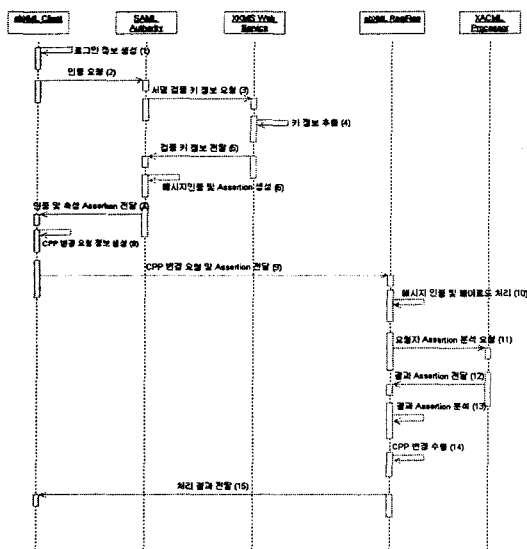 ebXML Client
SAML
Authority
XKMS Web
Service
ebXML RegRep
XACML
Processor
로그인 정보 생성 (1)
인증 요청 (2)
서명 검증 키 정보 요청 (3)
키 정보 추출 (4)
검증 키 정보 전달 (5)
메시지인증 및 Assertion 생성 (6)
인증 및 속성 Assertion 전달 (7)
CPP 변경 요청 정보 생성 (8)
CPP 변경 요청 및 Assertion 전달 (9)
메시지 인증 및 페이로드 처리 (10)
요청자 Assertion 분석 요청 (11)
결과 Assertion 전달 (12)
결과 Assertion 분석 (13)
CPP 변경 수행 (14)
처리 결과 전달 (15)